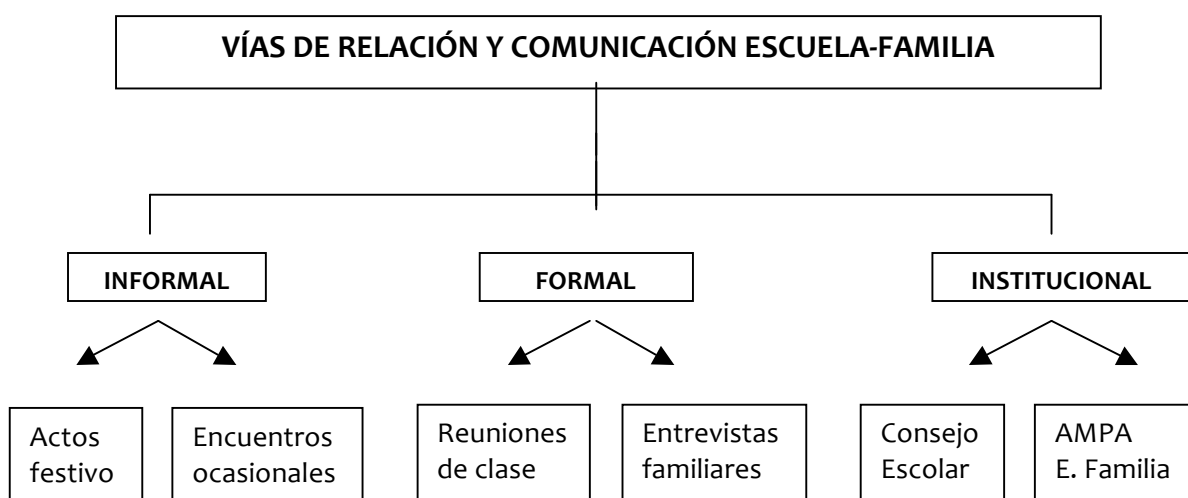 VÍAS DE RELACIÓN Y COMUNICACIÓN ESCUELA-FAMILIA
INFORMAL
FORMAL
INSTITUCIONAL
Actos
festivo
Encuentros
ocasionales
Reuniones
de clase
Entrevistas
familiares
Consejo
Escolar
AMPA
E. Familia